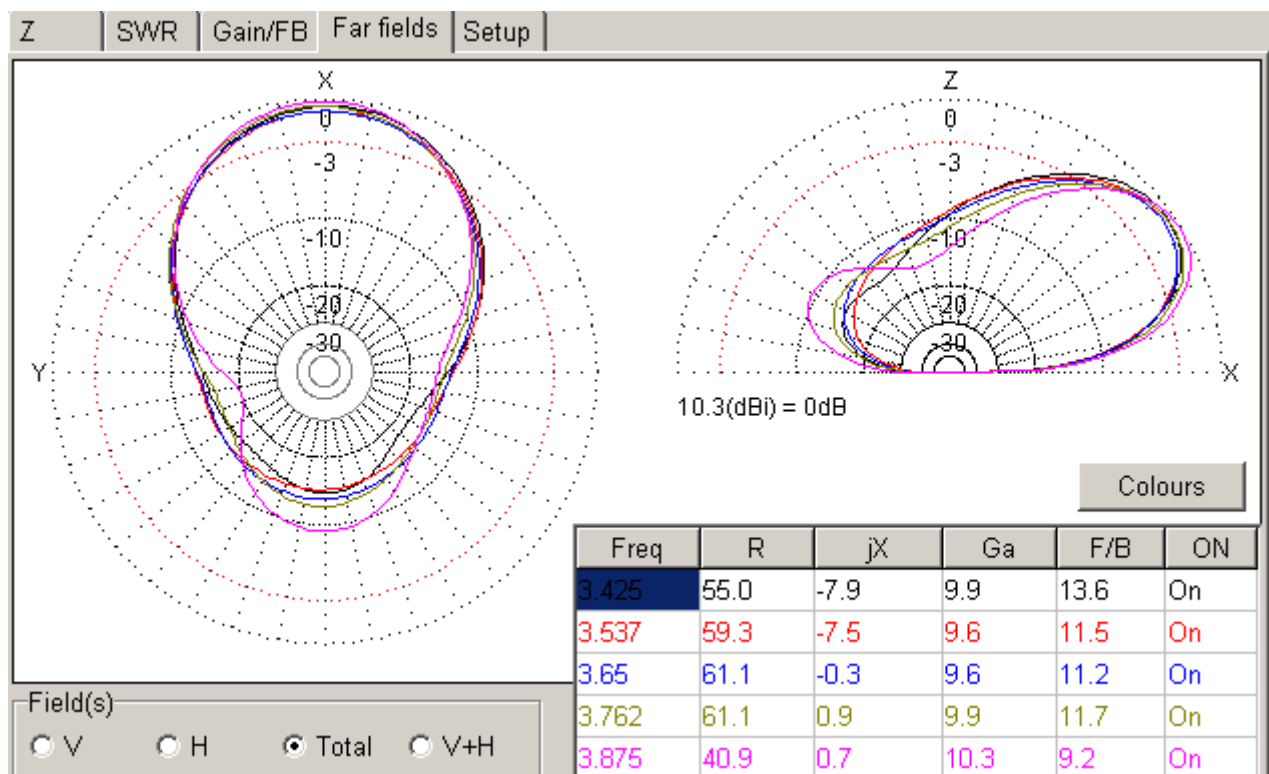 Z SWR Gain/FB Far fields Setup
X
0
-3
-10
-20
-30
Y
Z
0
-3
-10
-20
-30
X
10.3(dBi) = 0dB
Colours
Freq R jX Ga F/B ON
3.425 55.0 -7.9 9.9 13.6 On
3.537 59.3 -7.5 9.6 11.5 On
3.65 61.1 -0.3 9.6 11.2 On
3.762 61.1 0.9 9.9 11.7 On
3.875 40.9 0.7 10.3 9.2 On
Field(s)
V H Total V+H